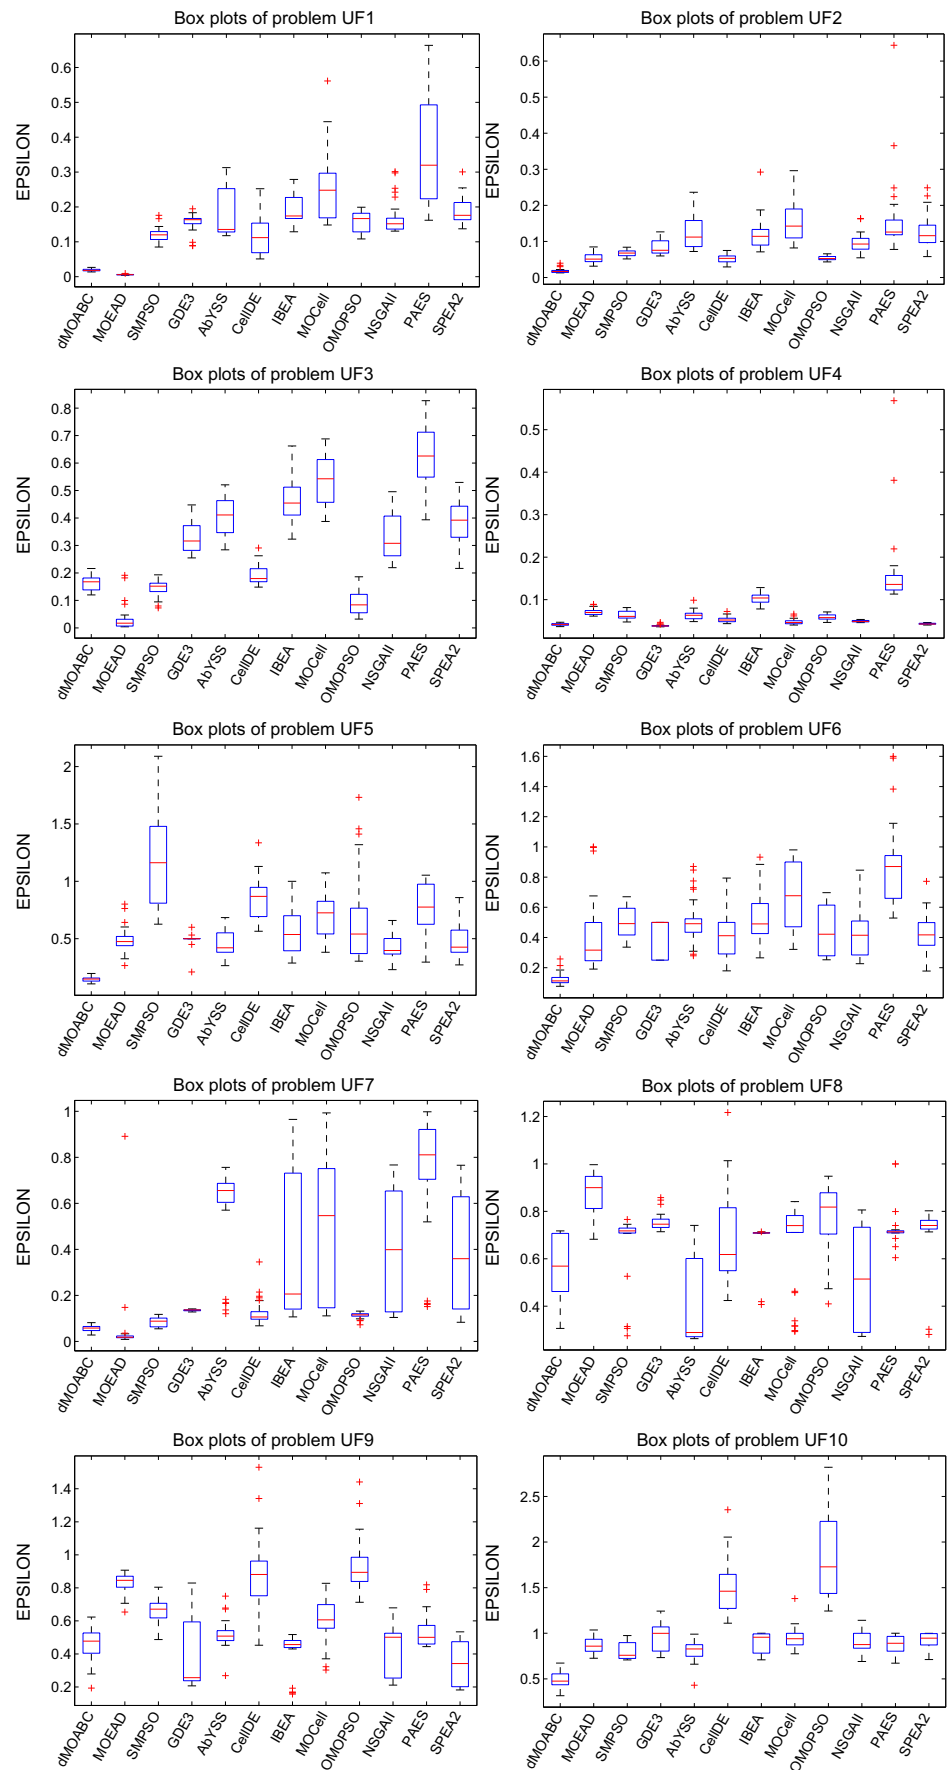 Box plots of problem UF1
EPSILON
0.6
0.5
0.4
0.3
0.2
0.1
0
dMOABC
MOEAD
SMPSO
GDE3
AbYSS
CellDE
IBEA
MOCell
OMOPSO
NSGAII
PAES
SPEA2
Box plots of problem UF2
EPSILON
0.6
0.5
0.4
0.3
0.2
0.1
0
dMOABC
MOEAD
SMPSO
GDE3
AbYSS
CellDE
IBEA
MOCell
OMOPSO
NSGAII
PAES
SPEA2
Box plots of problem UF3
EPSILON
0.8
0.7
0.6
0.5
0.4
0.3
0.2
0.1
0
dMOABC
MOEAD
SMPSO
GDE3
AbYSS
CellDE
IBEA
MOCell
OMOPSO
NSGAII
PAES
SPEA2
Box plots of problem UF4
EPSILON
0.5
0.4
0.3
0.2
0.1
dMOABC
MOEAD
SMPSO
GDE3
AbYSS
CellDE
IBEA
MOCell
OMOPSO
NSGAII
PAES
SPEA2
Box plots of problem UF5
EPSILON
2
1.5
1
0.5
dMOABC
MOEAD
SMPSO
GDE3
AbYSS
CellDE
IBEA
MOCell
OMOPSO
NSGAII
PAES
SPEA2
Box plots of problem UF6
EPSILON
1.6
1.4
1.2
1
0.8
0.6
0.4
0.2
dMOABC
MOEAD
SMPSO
GDE3
AbYSS
CellDE
IBEA
MOCell
OMOPSO
NSGAII
PAES
SPEA2
Box plots of problem UF7
EPSILON
1
0.8
0.6
0.4
0.2
0
dMOABC
MOEAD
SMPSO
GDE3
AbYSS
CellDE
IBEA
MOCell
OMOPSO
NSGAII
PAES
SPEA2
Box plots of problem UF8
EPSILON
1.2
1
0.8
0.6
0.4
dMOABC
MOEAD
SMPSO
GDE3
AbYSS
CellDE
IBEA
MOCell
OMOPSO
NSGAII
PAES
SPEA2
Box plots of problem UF9
EPSILON
1.4
1.2
1
0.8
0.6
0.4
0.2
dMOABC
MOEAD
SMPSO
GDE3
AbYSS
CellDE
IBEA
MOCell
OMOPSO
NSGAII
PAES
SPEA2
Box plots of problem UF10
EPSILON
2.5
2
1.5
1
0.5
dMOABC
MOEAD
SMPSO
GDE3
AbYSS
CellDE
IBEA
MOCell
OMOPSO
NSGAII
PAES
SPEA2